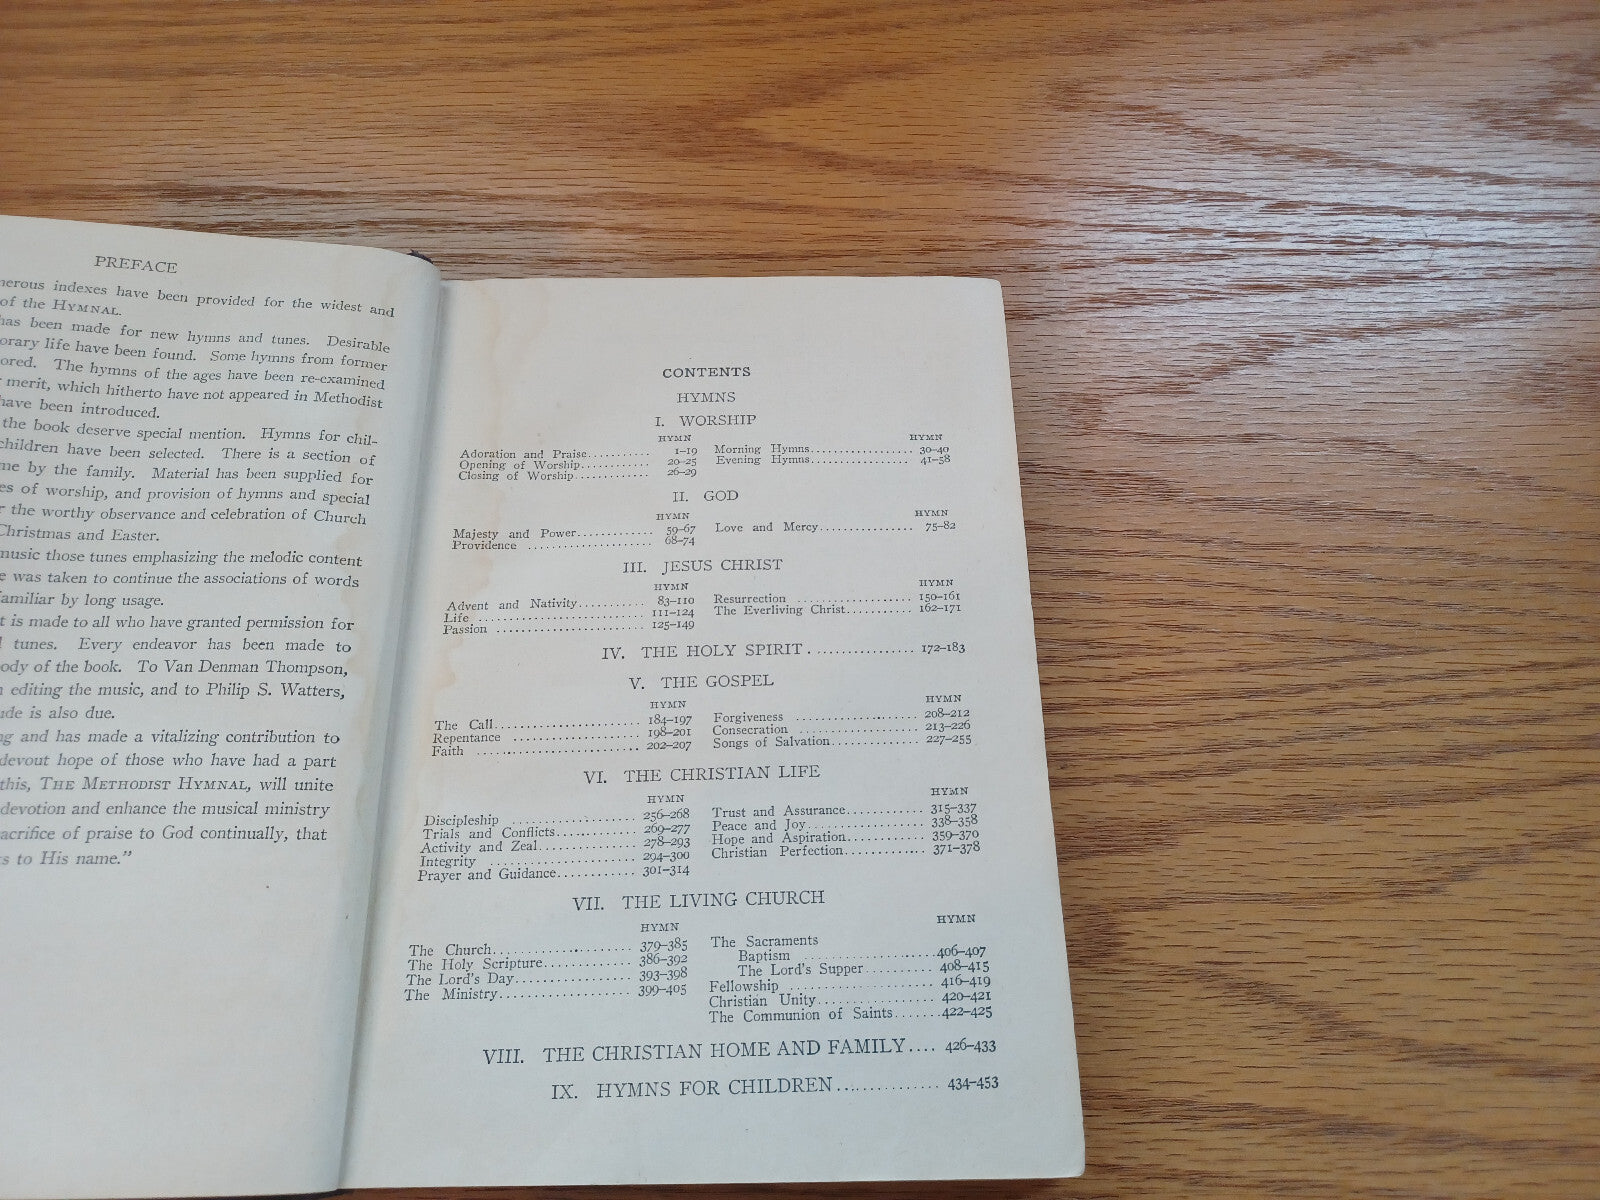 PREFACE
indexes have been provided for the widest and
of the HYMNAL.
has been made for new hymns and tunes. Desirable
life have been found. Some hymns from former
The hymns of the ages have been re-examined
merit, which hitherto have not appeared in Methodist
have been introduced.
the book deserve special mention. Hymns for chil-
children have been selected. There is a section of
by the family. Material has been supplied for
of worship, and provision of hymns and special
the worthy observance and celebration of Church
Christmas and Easter.
music those tunes emphasizing the melodic content
was taken to continue the associations of words
familiar by long usage.
is made to all who have granted permission for
tunes. Every endeavor has been made to
body of the book. To Van Denman Thompson,
editing the music, and to Philip S. Watters,
is also due.
and has made a vitalizing contribution to
devout hope of those who have had a part
this, THE METHODIST HYMNAL, will unite
devotion and enhance the musical ministry
sacrifice of praise to God continually, that
to His name."
CONTENTS
HYMNS
I. WORSHIP
HYMN HYMN
Adoration and Praise........... 1-19 Morning Hymns................. 30-40
Opening of Worship........... 20-25 Evening Hymns................. 41-58
Closing of Worship............ 26-29
II. GOD
HYMN HYMN
Majesty and Power............ 59-67 Love and Mercy............... 75-82
Providence .................... 68-74
III. JESUS CHRIST
HYMN HYMN
Advent and Nativity.......... 83-110 Resurrection .................. 150-161
Life ........................... 111-124 The Everliving Christ.......... 162-171
Passion ....................... 125-149
IV. THE HOLY SPIRIT............... 172-183
V. THE GOSPEL
HYMN HYMN
The Call..................... 184-197 Forgiveness .................. 208-212
Repentance .................. 198-201 Consecration .................. 213-226
Faith ........................ 202-207 Songs of Salvation............. 227-255
VI. THE CHRISTIAN LIFE
HYMN HYMN
Discipleship .................. 256-268 Trust and Assurance........... 315-337
Trials and Conflicts............ 269-277 Peace and Joy................. 338-358
Activity and Zeal.............. 278-293 Hope and Aspiration........... 359-370
Integrity ..................... 294-300 Christian Perfection............ 371-378
Prayer and Guidance........... 301-314
VII. THE LIVING CHURCH
HYMN HYMN
The Church................... 379-385 The Sacraments
The Holy Scripture............ 386-392 Baptism .................... 406-407
The Lord's Day............... 393-398 The Lord's Supper.......... 408-415
The Ministry.................. 399-405 Fellowship .................... 416-419
Christian Unity................ 420-421
The Communion of Saints....... 422-425
VIII. THE CHRISTIAN HOME AND FAMILY.... 426-433
IX. HYMNS FOR CHILDREN............... 434-453